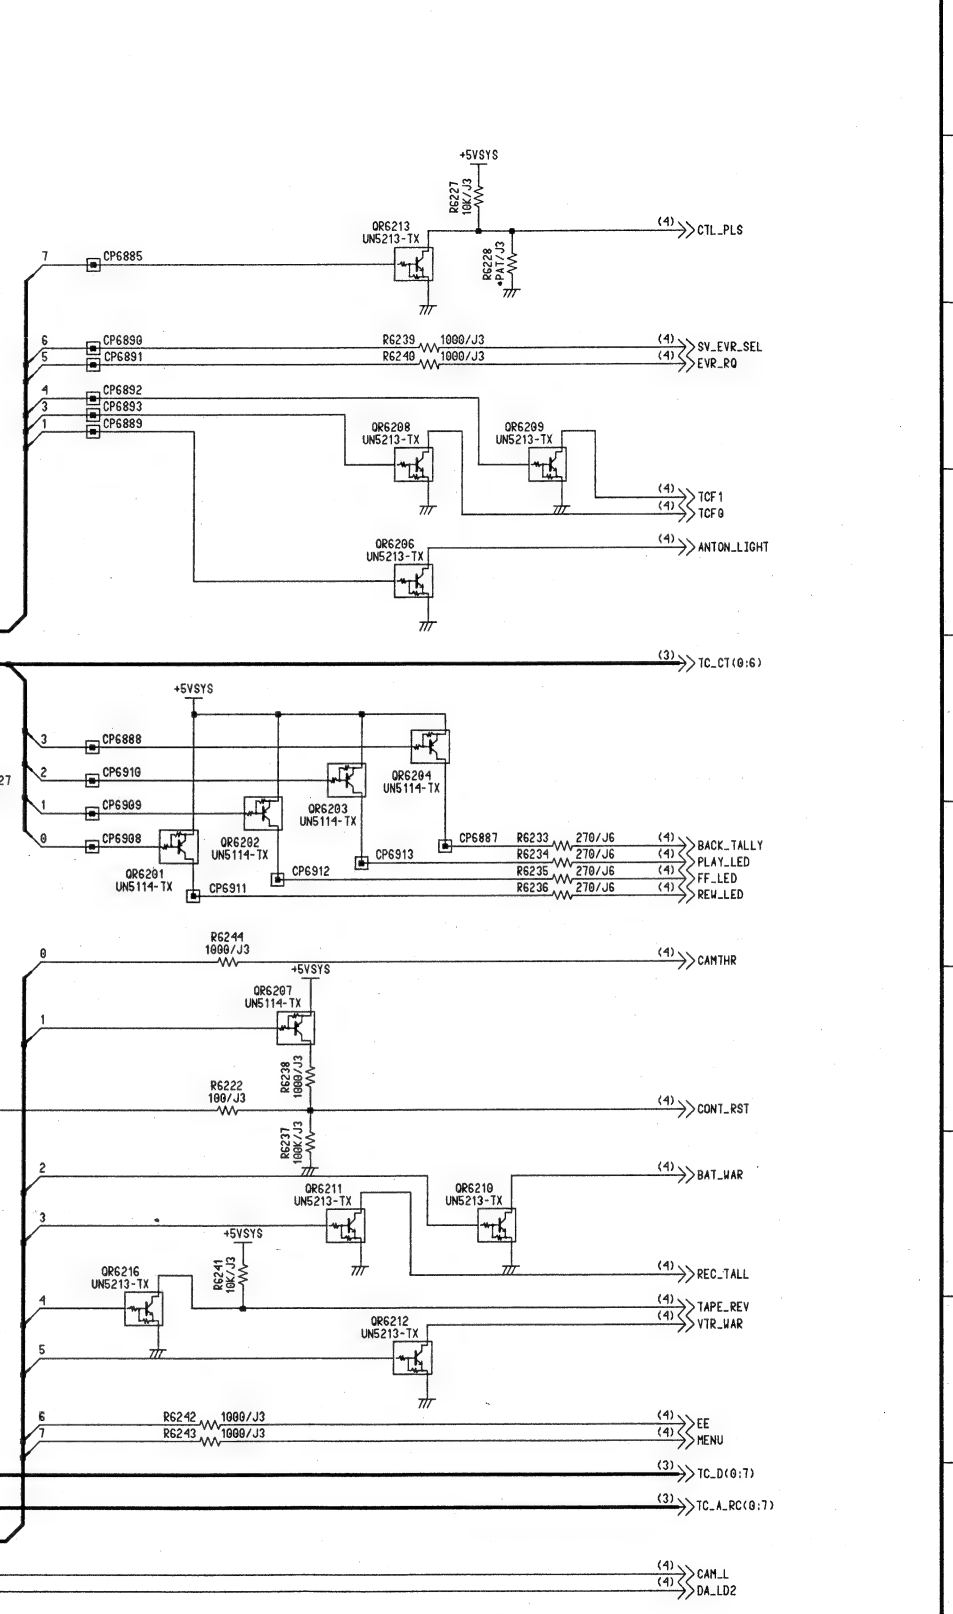 +5VSYS
R6227
10K/J3
(4) CTL_PLS
QR6213
UN5213-TX
R6228
*PAT/J3
7 CP6885
6 CP6890 R6239 1000/J3 (4) SV_EVR_SEL
5 CP6891 R6240 1000/J3 (4) EVR_RQ
4 CP6892
3 CP6893
1 CP6889
QR6208
UN5213-TX
QR6209
UN5213-TX
(4) TCF1
(4) TCF0
QR6206
UN5213-TX
(4) ANTON_LIGHT
(3) TC_CT(0:6)
+5VSYS
3 CP6888
27
2 CP6910
QR6204
UN5114-TX
1 CP6909
QR6203
UN5114-TX
0 CP6908
QR6202
UN5114-TX
QR6201
UN5114-TX
CP6887 R6233 270/J6 (4) BACK_TALLY
CP6913 R6234 270/J6 (4) PLAY_LED
CP6912 R6235 270/J6 (4) FF_LED
CP6911 R6236 270/J6 (4) REW_LED
0 R6244
1000/J3
(4) CAMTHR
+5VSYS
QR6207
UN5114-TX
1
R6238
1000/J3
R6222
100/J3
(4) CONT_RST
R6237
100K/J3
2 (4) BAT_WAR
QR6211
UN5213-TX
QR6210
UN5213-TX
3
+5VSYS
R6241
10K/J3
(4) REC_TALL
QR6216
UN5213-TX
4 (4) TAPE_REV
(4) VTR_WAR
QR6212
UN5213-TX
5
6 R6242 1000/J3 (4) EE
7 R6243 1000/J3 (4) MENU
(3) TC_D(0:7)
(3) TC_A_RC(0:7)
(4) CAM_L
(4) DA_LD2